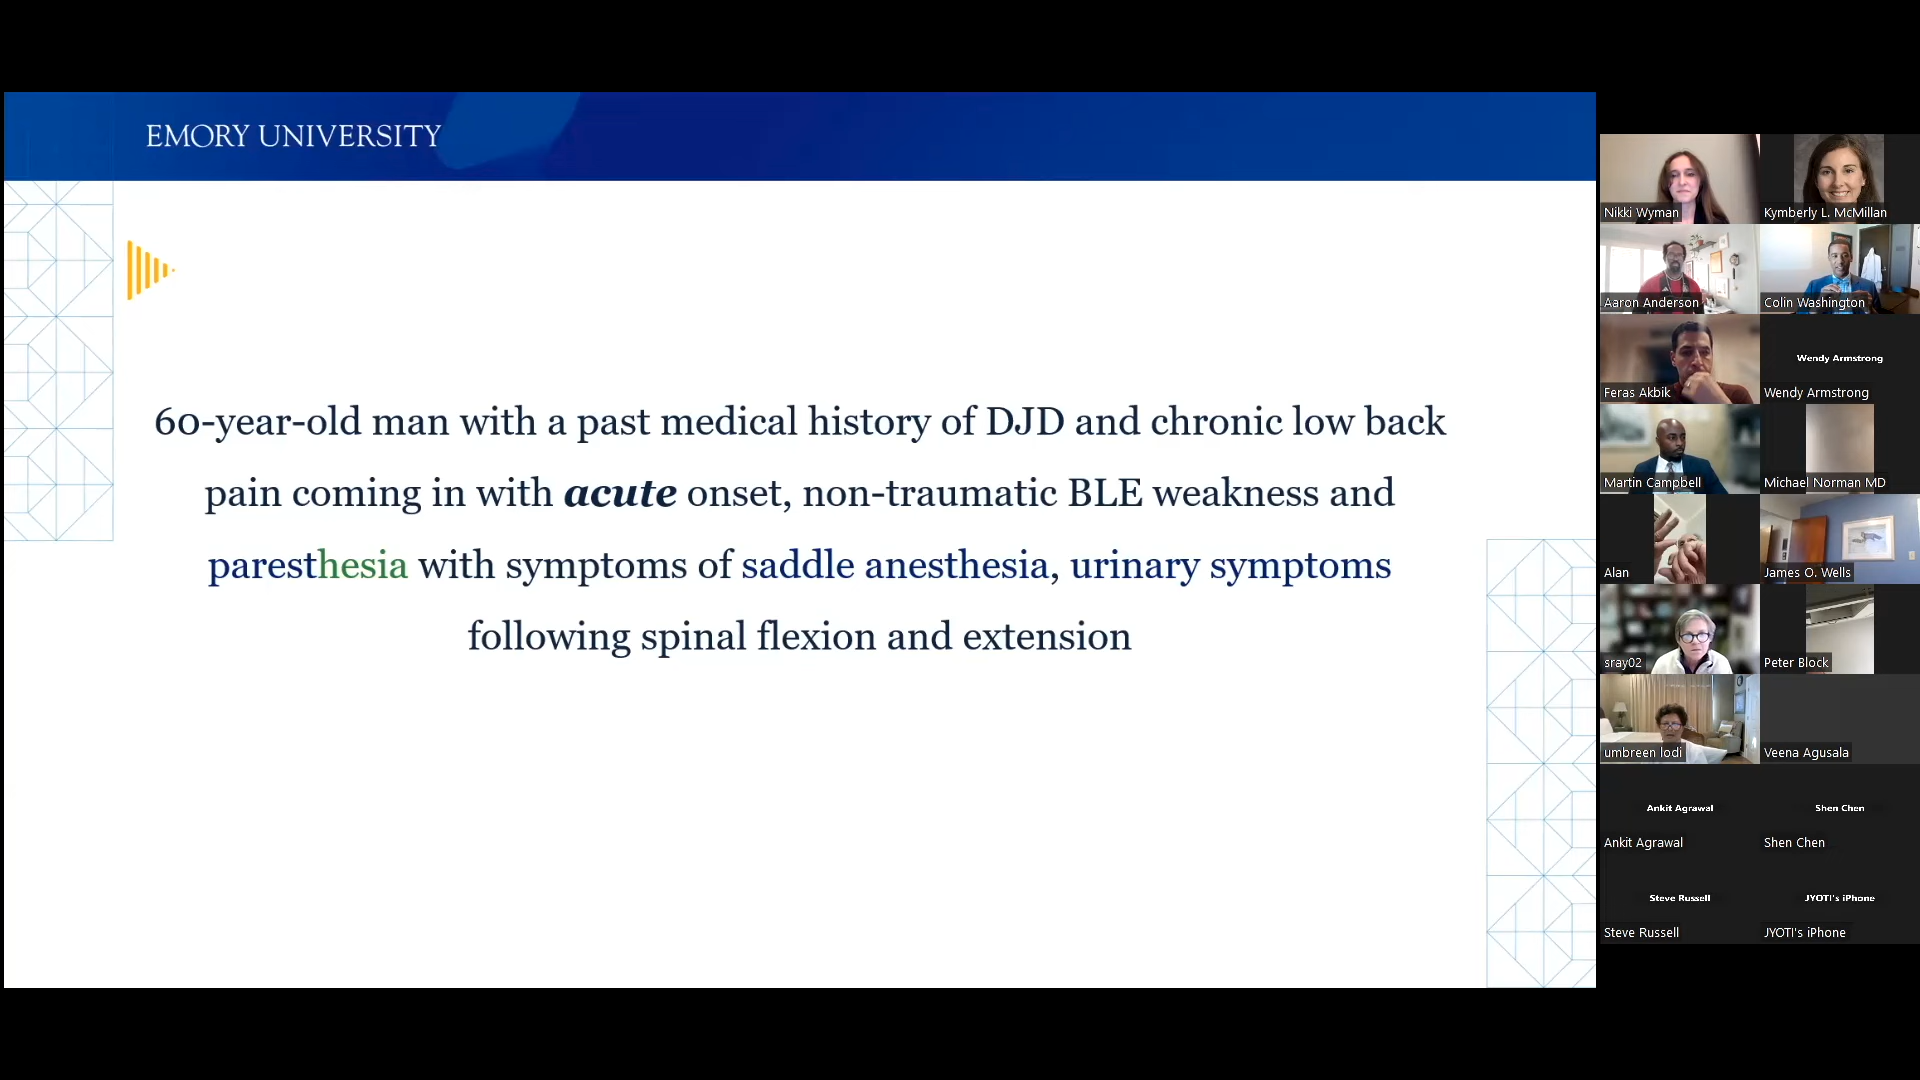 EMORY UNIVERSITY
60-year-old man with a past medical history of DJD and chronic low back
pain coming in with acute onset, non-traumatic BLE weakness and
paresthesia with symptoms of saddle anesthesia, urinary symptoms
following spinal flexion and extension
Nikki Wyman
Kymberly L. McMillan
Aaron Anderson
Colin Washington
Feras Akbik
Wendy Armstrong
Wendy Armstrong
Martin Campbell
Michael Norman MD
Alan
James O. Wells
sray02
Peter Block
umbreen lodi
Veena Agusala
Ankit Agrawal
Shen Chen
Ankit Agrawal
Shen Chen
Steve Russell
JYOTI's iPhone
Steve Russell
JYOTI's iPhone